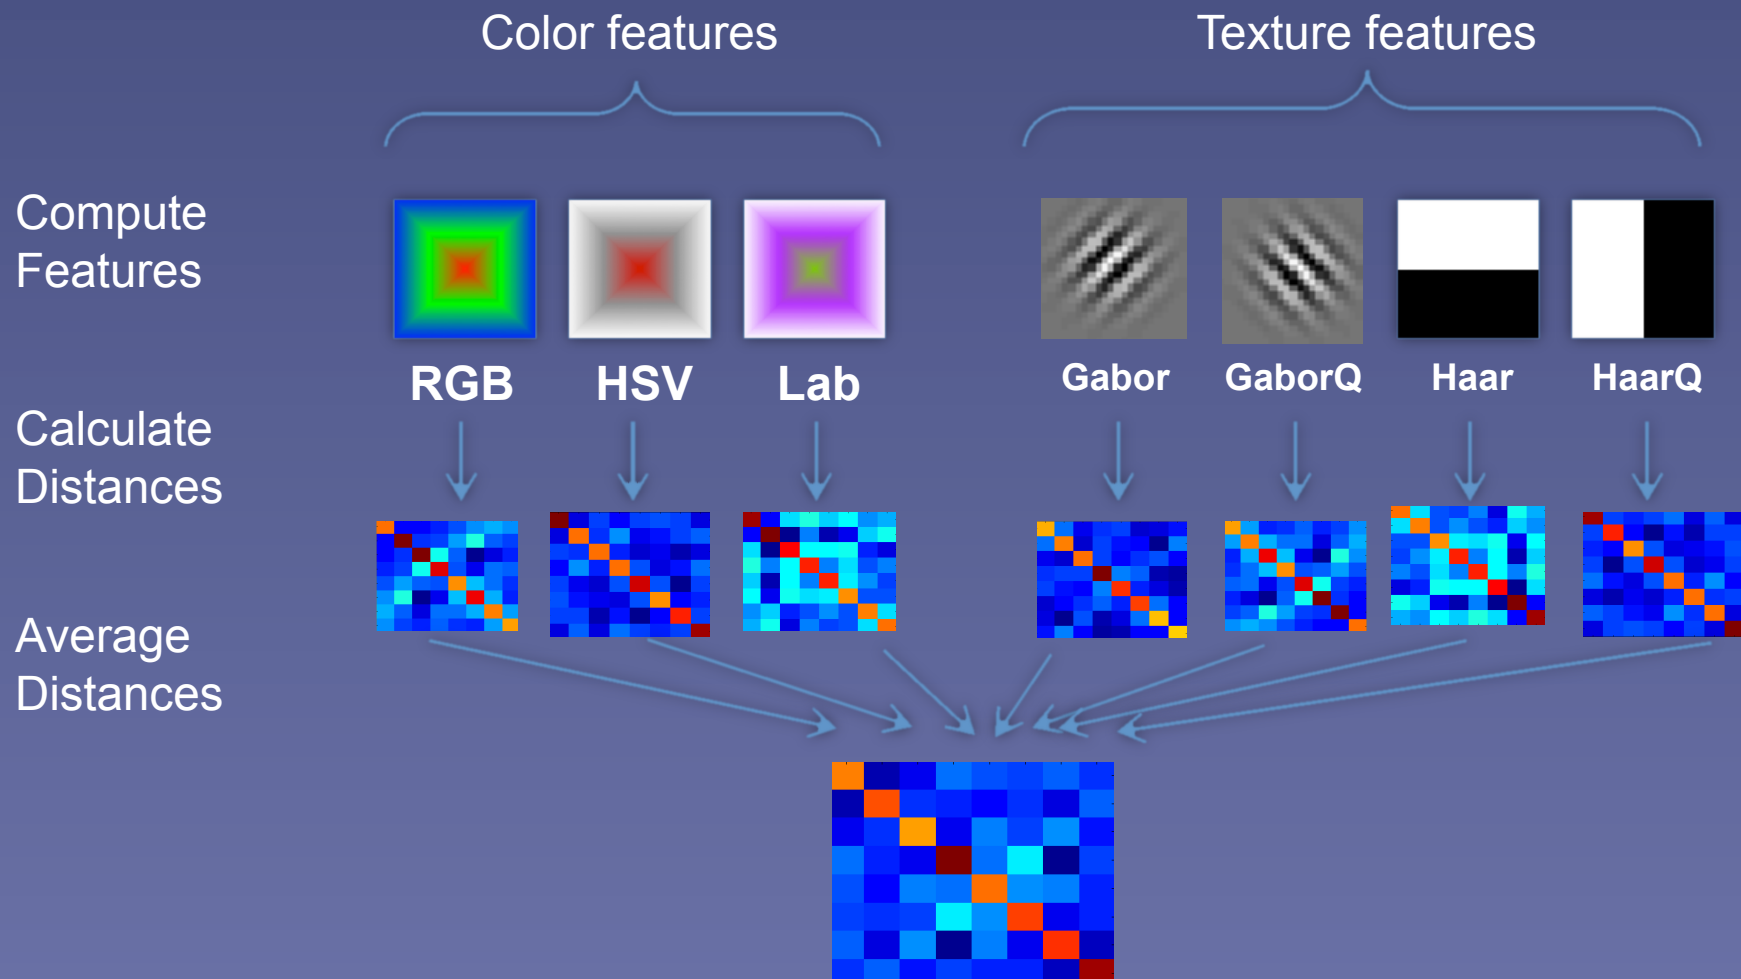 Color features
Texture features
Compute
Features
RGB
HSV
Lab
Gabor
GaborQ
Haar
HaarQ
Calculate
Distances
Average
Distances